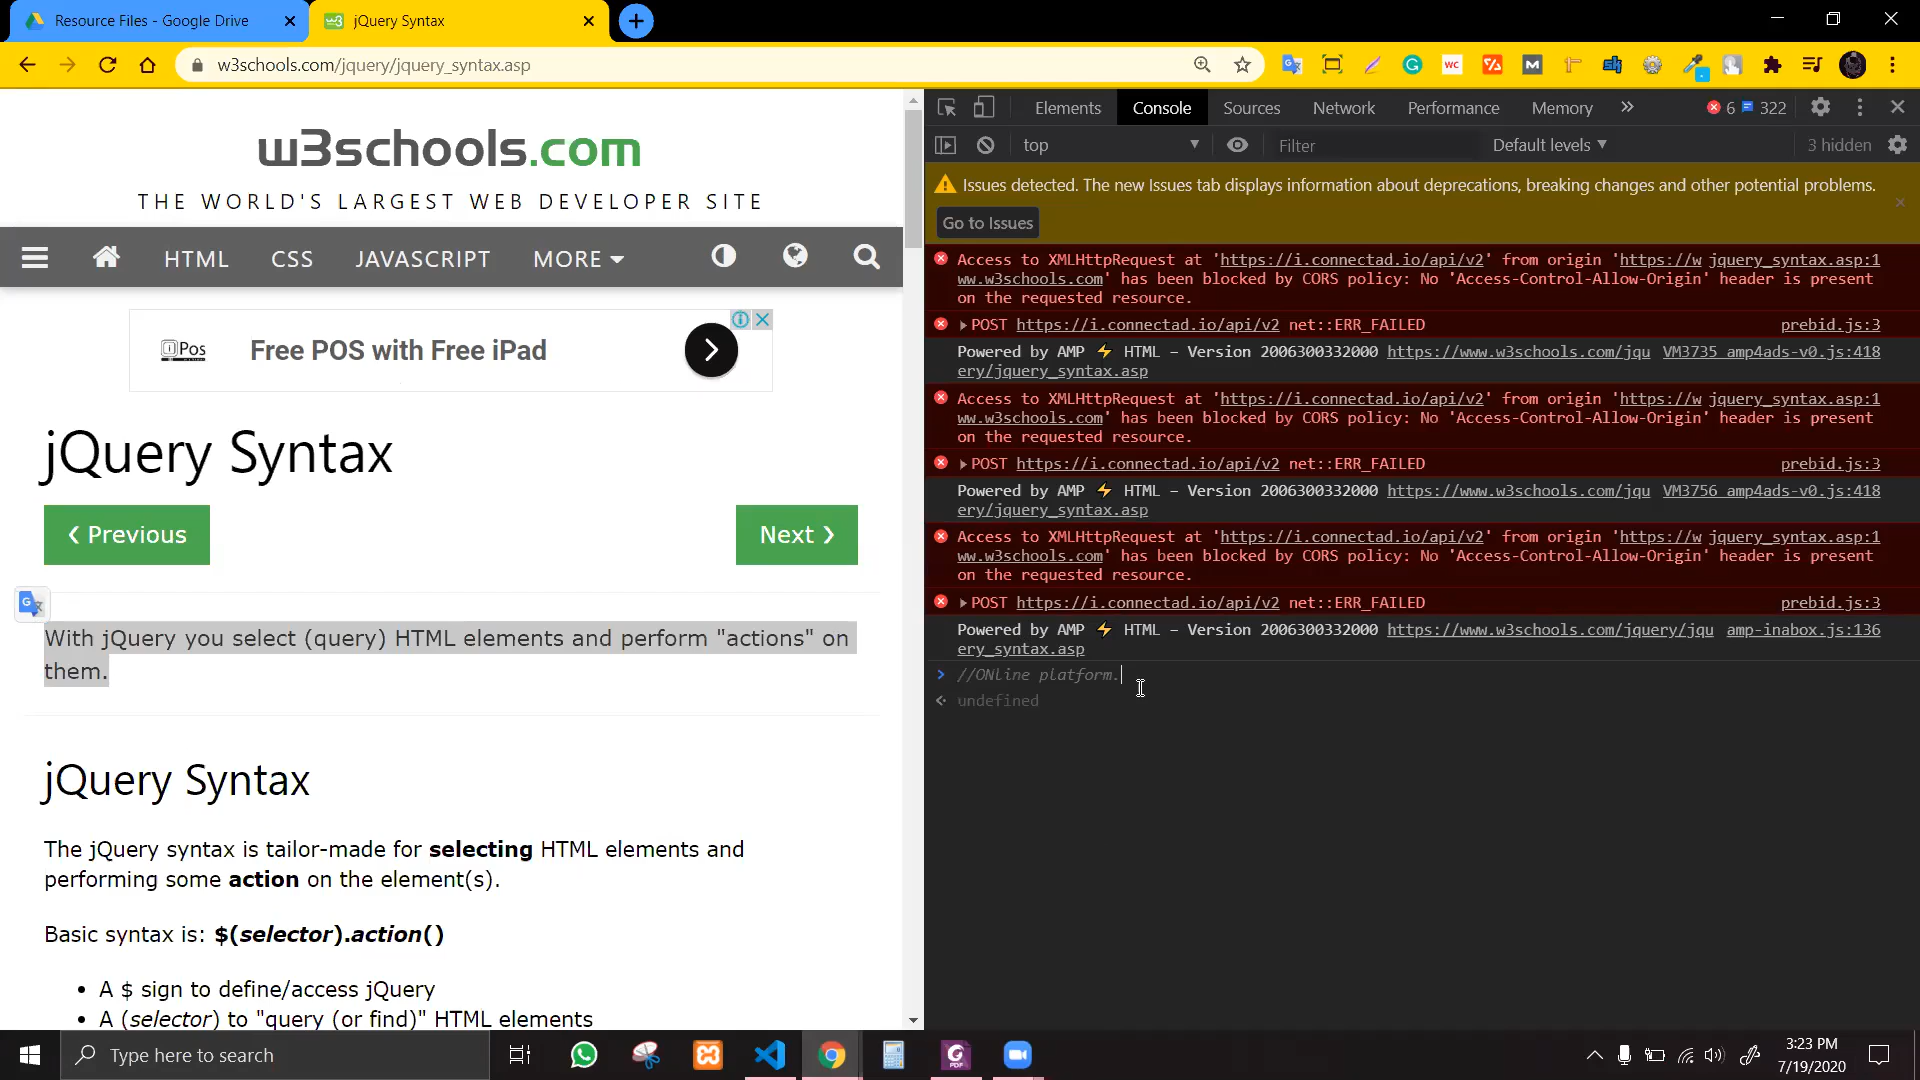 Resource Files - Google Drive
jQuery Syntax
w3schools.com/jquery/jquery_syntax.asp
w3schools.com
THE WORLD'S LARGEST WEB DEVELOPER SITE
HTML CSS JAVASCRIPT MORE
iPos
Free POS with Free iPad
jQuery Syntax
❮ Previous
Next ❯
With jQuery you select (query) HTML elements and perform "actions" on
them.
jQuery Syntax
The jQuery syntax is tailor-made for selecting HTML elements and
performing some action on the element(s).
Basic syntax is: $(selector).action()
• A $ sign to define/access jQuery
• A (selector) to "query (or find)" HTML elements
Elements Console Sources Network Performance Memory » 6 322
top Filter Default levels 3 hidden
Issues detected. The new Issues tab displays information about deprecations, breaking changes and other potential problems.
Go to Issues
Access to XMLHttpRequest at 'https://i.connectad.io/api/v2' from origin 'https://w jquery_syntax.asp:1
ww.w3schools.com' has been blocked by CORS policy: No 'Access-Control-Allow-Origin' header is present
on the requested resource.
POST https://i.connectad.io/api/v2 net::ERR_FAILED prebid.js:3
Powered by AMP ⚡ HTML – Version 2006300332000 https://www.w3schools.com/jqu VM3735 amp4ads-v0.js:418
ery/jquery_syntax.asp
Access to XMLHttpRequest at 'https://i.connectad.io/api/v2' from origin 'https://w jquery_syntax.asp:1
ww.w3schools.com' has been blocked by CORS policy: No 'Access-Control-Allow-Origin' header is present
on the requested resource.
POST https://i.connectad.io/api/v2 net::ERR_FAILED prebid.js:3
Powered by AMP ⚡ HTML – Version 2006300332000 https://www.w3schools.com/jqu VM3756 amp4ads-v0.js:418
ery/jquery_syntax.asp
Access to XMLHttpRequest at 'https://i.connectad.io/api/v2' from origin 'https://w jquery_syntax.asp:1
ww.w3schools.com' has been blocked by CORS policy: No 'Access-Control-Allow-Origin' header is present
on the requested resource.
POST https://i.connectad.io/api/v2 net::ERR_FAILED prebid.js:3
Powered by AMP ⚡ HTML – Version 2006300332000 https://www.w3schools.com/jquery/jqu amp-inabox.js:136
ery_syntax.asp
//ONline platform.
undefined
Type here to search
3:23 PM
7/19/2020